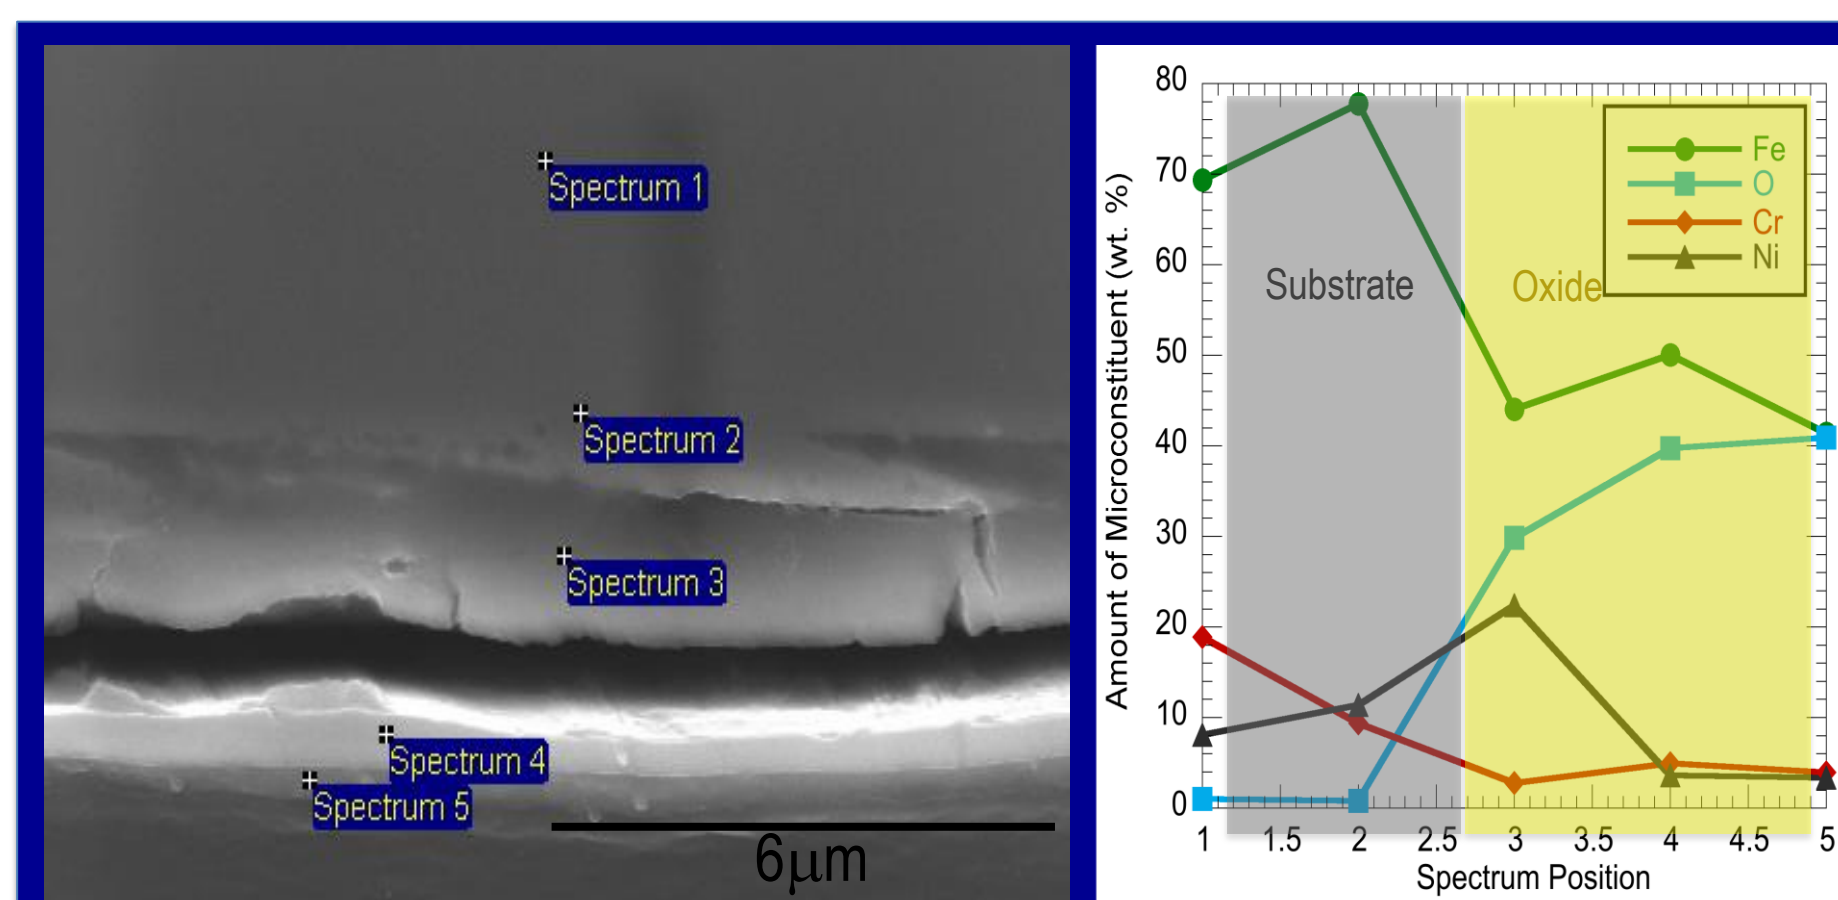 Spectrum 1
Spectrum 2
Spectrum 3
Spectrum 4
Spectrum 5
6μm
Amount of Microconstituent (wt. %)
80
70
60
50
40
30
20
10
0
Substrate
Oxide
Fe
O
Cr
Ni
1 1.5 2 2.5 3 3.5 4 4.5 5
Spectrum Position